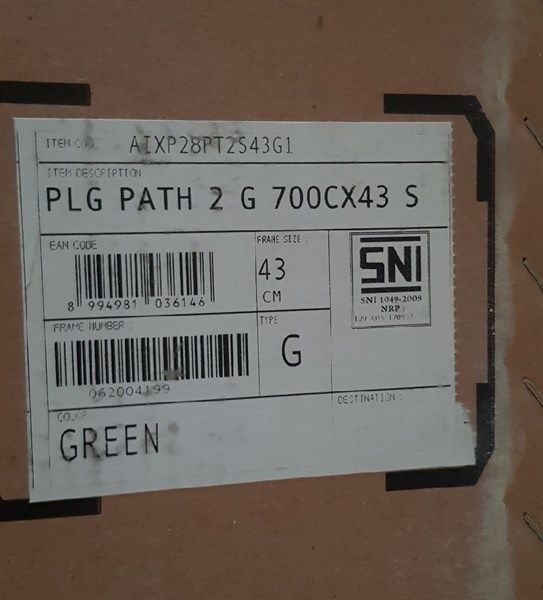 ITEM CODE AIXP28PT2S43G1
ITEM DESCRIPTION
PLG PATH 2 G 700CX43 S
EAN CODE
8 994981 036146
FRAME SIZE :
43
CM
SNI
SNI 1049-2008
NRP :
FRAME NUMBER :
062004199
TYPE :
G
COLOR
GREEN
DESTINATION :